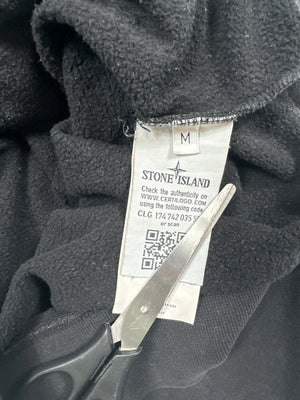 M
STONE ISLAND
Check the authenticity on
WWW.CERTILOGO.COM
using the following code
CLG 174 742 035 5
or scan